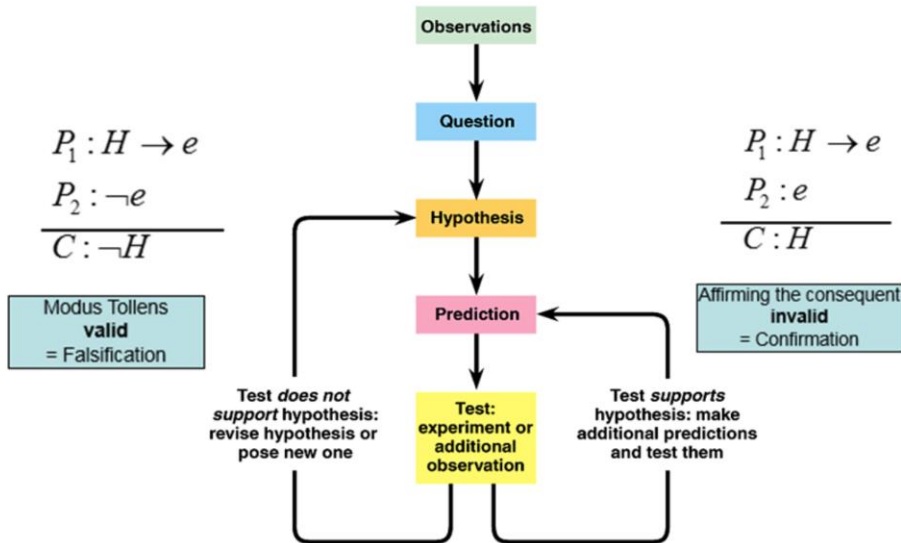 Observations
Question
Hypothesis
Prediction
Test:
experiment or
additional
observation
P₁ : H → e
P₂ : ¬e
C : ¬H
Modus Tollens
valid
= Falsification
Test does not
support hypothesis:
revise hypothesis or
pose new one
P₁ : H → e
P₂ : e
C : H
Affirming the consequent
invalid
= Confirmation
Test supports
hypothesis: make
additional predictions
and test them